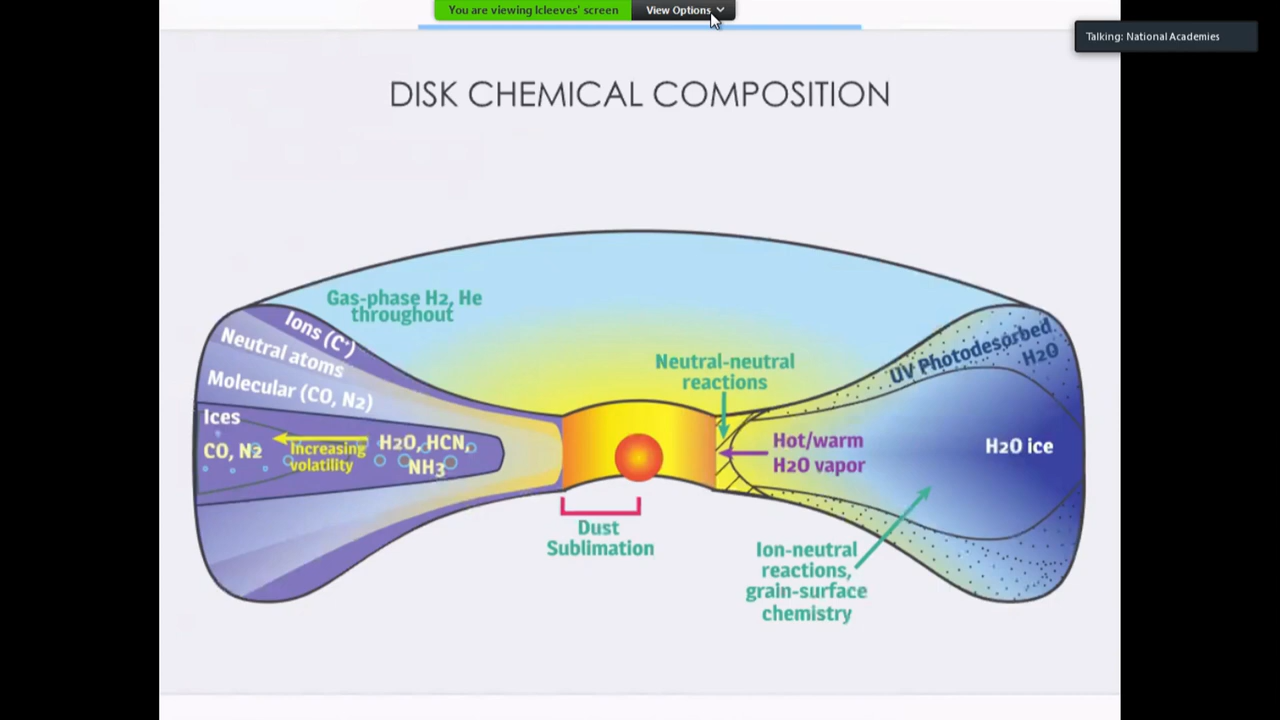 You are viewing lcleeves' screen
View Options
Talking: National Academies
DISK CHEMICAL COMPOSITION
Gas-phase H2, He
throughout
Ions (C⁺)
Neutral atoms
Molecular (CO, N2)
Ices
CO, N2
Increasing
volatility
H2O, HCN,
NH3
Neutral-neutral
reactions
UV Photodesorbed
H2O
Hot/warm
H2O vapor
H2O ice
Dust
Sublimation
Ion-neutral
reactions,
grain-surface
chemistry